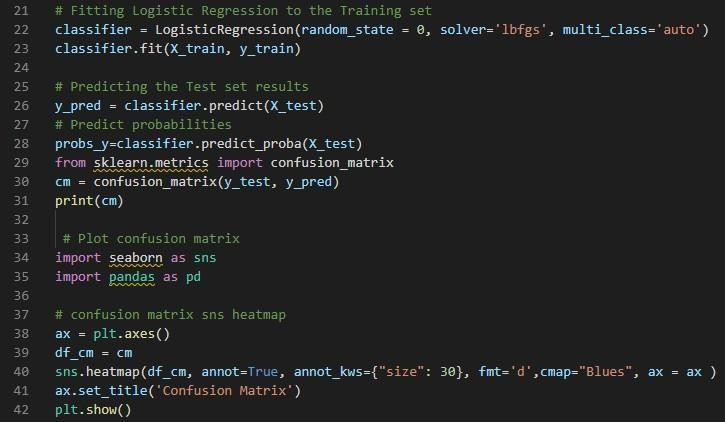 21 # Fitting Logistic Regression to the Training set
22 classifier = LogisticRegression(random_state = 0, solver='lbfgs', multi_class='auto')
23 classifier.fit(X_train, y_train)
24
25 # Predicting the Test set results
26 y_pred = classifier.predict(X_test)
27 # Predict probabilities
28 probs_y=classifier.predict_proba(X_test)
29 from sklearn.metrics import confusion_matrix
30 cm = confusion_matrix(y_test, y_pred)
31 print(cm)
32
33  # Plot confusion matrix
34 import seaborn as sns
35 import pandas as pd
36
37 # confusion matrix sns heatmap
38 ax = plt.axes()
39 df_cm = cm
40 sns.heatmap(df_cm, annot=True, annot_kws={"size": 30}, fmt='d',cmap="Blues", ax = ax )
41 ax.set_title('Confusion Matrix')
42 plt.show()